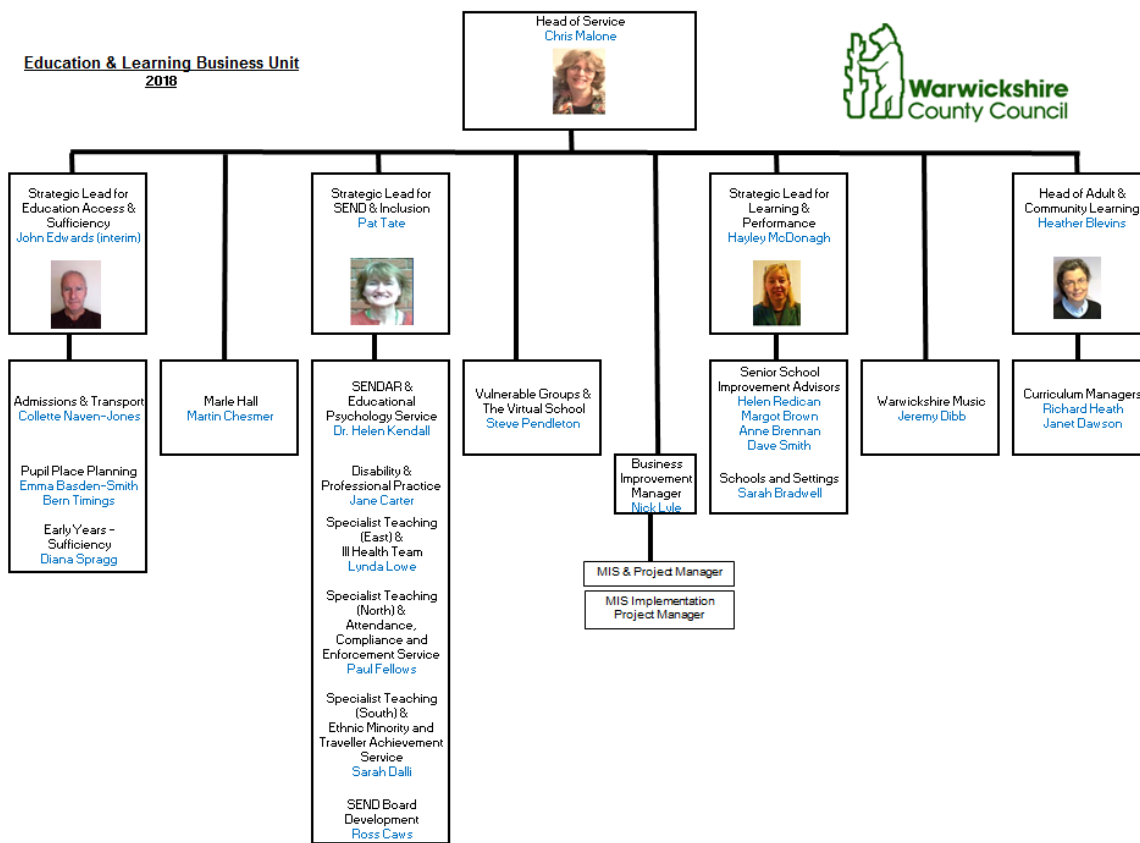 Education & Learning Business Unit
2018
Head of Service
Chris Malone
Warwickshire
County Council
Strategic Lead for
Education Access &
Sufficiency
John Edwards (interim)
Strategic Lead for
SEND & Inclusion
Pat Tate
Strategic Lead for
Learning &
Performance
Hayley McDonagh
Head of Adult &
Community Learning
Heather Blevins
Admissions & Transport
Collette Naven-Jones
Pupil Place Planning
Emma Basden-Smith
Bern Timings
Early Years -
Sufficiency
Diana Spragg
Marle Hall
Martin Chesmer
SENDAR &
Educational
Psychology Service
Dr. Helen Kendall
Disability &
Professional Practice
Jane Carter
Specialist Teaching
(East) &
Ill Health Team
Lynda Lowe
Specialist Teaching
(North) &
Attendance,
Compliance and
Enforcement Service
Paul Fellows
Specialist Teaching
(South) &
Ethnic Minority and
Traveller Achievement
Service
Sarah Dalli
SEND Board
Development
Ross Caws
Vulnerable Groups &
The Virtual School
Steve Pendleton
Business
Improvement
Manager
Nick Lyle
MIS & Project Manager
MIS Implementation
Project Manager
Senior School
Improvement Advisors
Helen Redican
Margot Brown
Anne Brennan
Dave Smith
Schools and Settings
Sarah Bradwell
Warwickshire Music
Jeremy Dibb
Curriculum Managers
Richard Heath
Janet Dawson